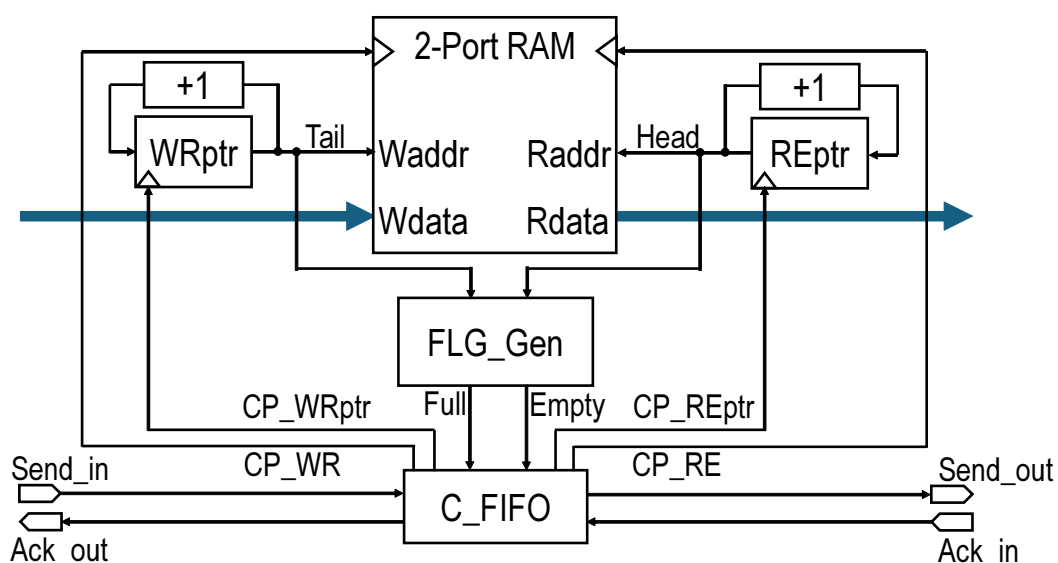 2-Port RAM
+1
+1
WRptr
Tail
Waddr
Raddr
Head
REptr
Wdata
Rdata
FLG_Gen
CP_WRptr
Full
Empty
CP_REptr
Send_in
CP_WR
CP_RE
Send_out
C_FIFO
Ack_out
Ack_in